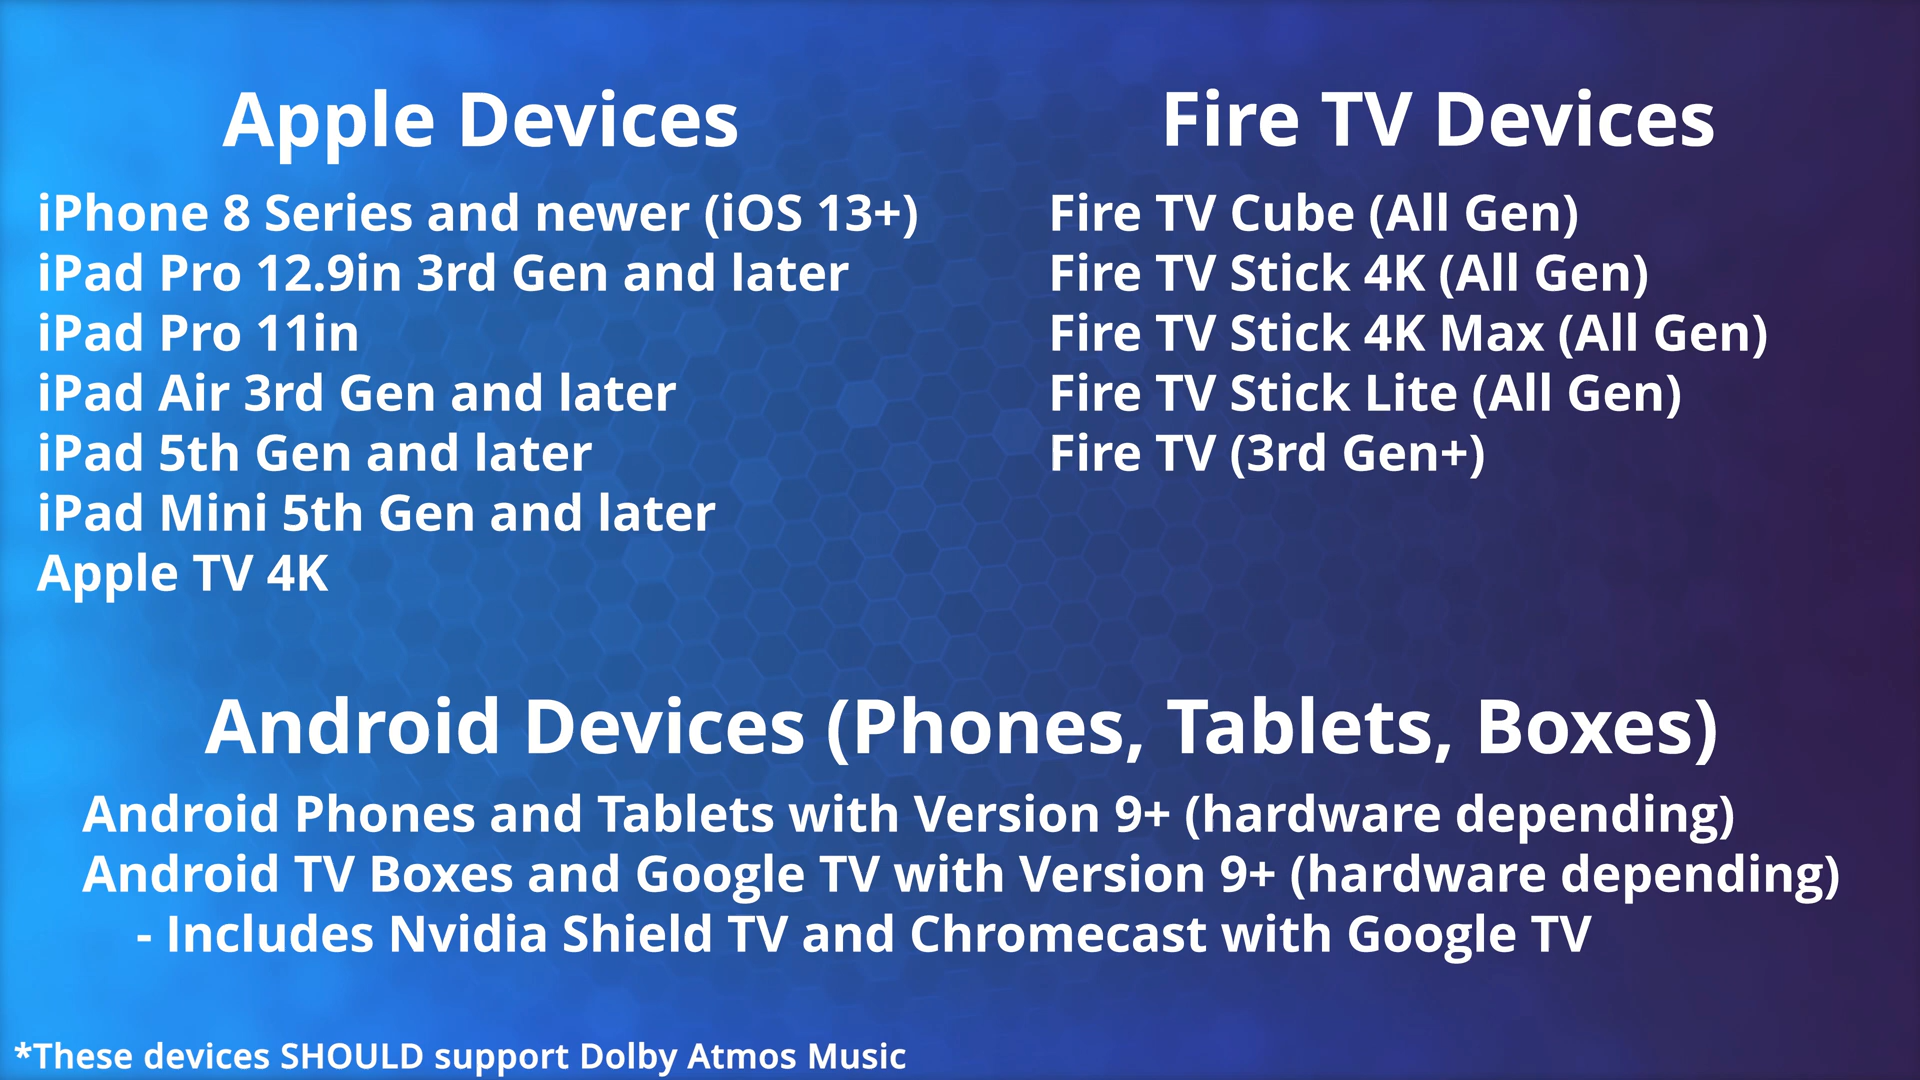 Apple Devices
iPhone 8 Series and newer (iOS 13+)
iPad Pro 12.9in 3rd Gen and later
iPad Pro 11in
iPad Air 3rd Gen and later
iPad 5th Gen and later
iPad Mini 5th Gen and later
Apple TV 4K
Fire TV Devices
Fire TV Cube (All Gen)
Fire TV Stick 4K (All Gen)
Fire TV Stick 4K Max (All Gen)
Fire TV Stick Lite (All Gen)
Fire TV (3rd Gen+)
Android Devices (Phones, Tablets, Boxes)
Android Phones and Tablets with Version 9+ (hardware depending)
Android TV Boxes and Google TV with Version 9+ (hardware depending)
- Includes Nvidia Shield TV and Chromecast with Google TV
*These devices SHOULD support Dolby Atmos Music